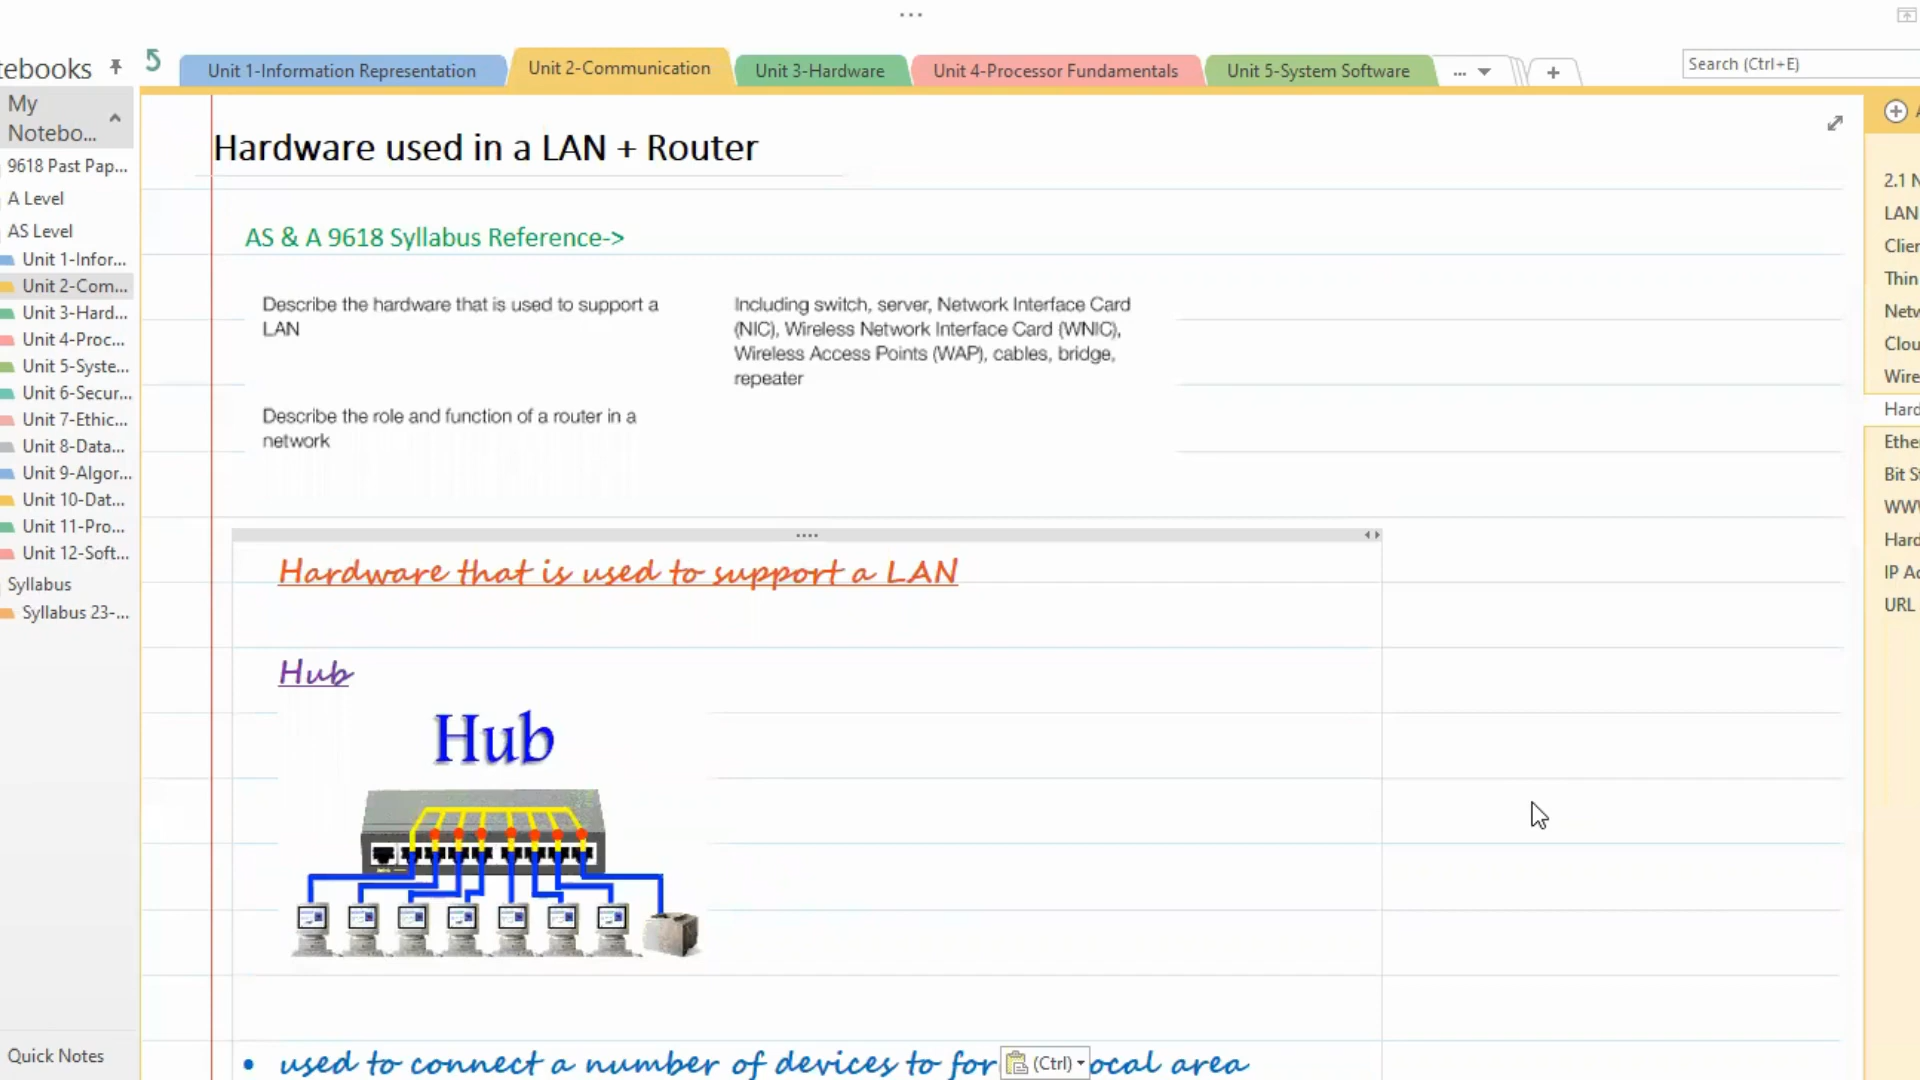 tebooks
Unit 1-Information Representation
Unit 2-Communication
Unit 3-Hardware
Unit 4-Processor Fundamentals
Unit 5-System Software
...
Search (Ctrl+E)
My
Notebo...
9618 Past Pap...
A Level
AS Level
Unit 1-Infor...
Unit 2-Com...
Unit 3-Hard...
Unit 4-Proc...
Unit 5-Syste...
Unit 6-Secur...
Unit 7-Ethic...
Unit 8-Data...
Unit 9-Algor...
Unit 10-Dat...
Unit 11-Pro...
Unit 12-Soft...
Syllabus
Syllabus 23-...
Quick Notes
Hardware used in a LAN + Router
AS & A 9618 Syllabus Reference->
Describe the hardware that is used to support a
LAN
Including switch, server, Network Interface Card
(NIC), Wireless Network Interface Card (WNIC),
Wireless Access Points (WAP), cables, bridge,
repeater
Describe the role and function of a router in a
network
Hardware that is used to support a LAN
Hub
Hub
• used to connect a number of devices to for
(Ctrl)
ocal area
2.1 N
LAN
Clier
Thin
Netw
Clou
Wire
Hard
Ethe
Bit St
WWW
Hard
IP Ad
URL